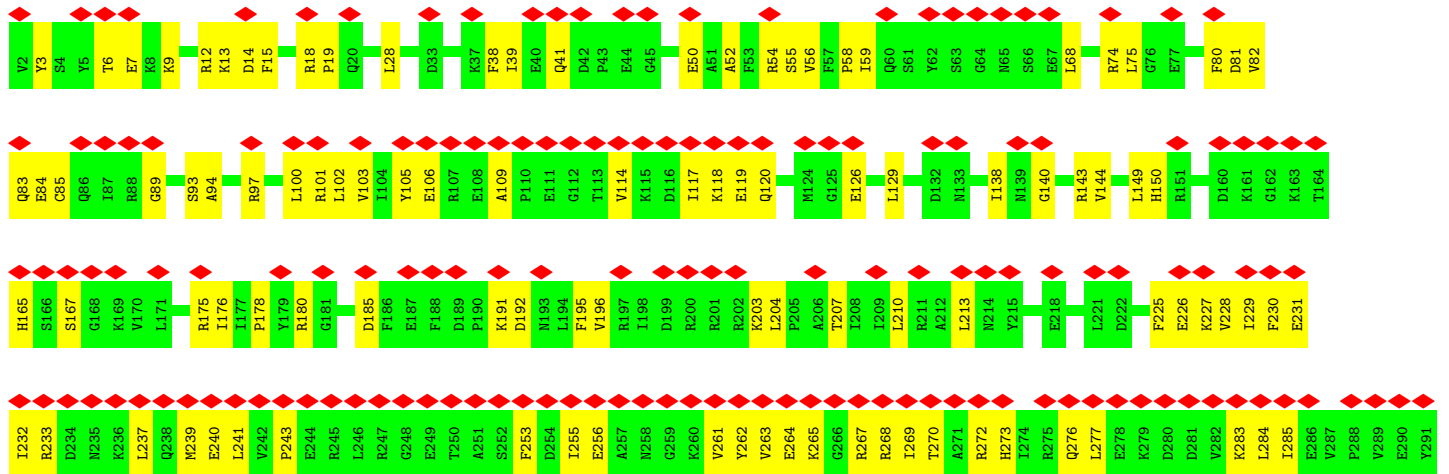 V2 Y3 S4 Y5 T6 E7 K8 K9 R12 K13 D14 F15 R18 P19 Q20 L28 D33 K37 F38 I39 E40 Q41 D42 P43 E44 G45 E50 A51 A52 F53 R54 S55 V56 F57 P58 I59 Q60 S61 Y62 S63 G64 N65 S66 E67 L68 R74 L75 G76 E77 F80 D81 V82
Q83 E84 C85 Q86 I87 R88 G89 S93 A94 R97 L100 R101 L102 V103 I104 Y105 E106 R107 E108 A109 P110 E111 G112 T113 V114 K115 D116 I117 K118 E119 Q120 M124 G125 E126 L129 D132 N133 I138 N139 G140 R143 V144 L149 H150 R151 D160 K161 G162 K163 T164
H165 S166 S167 G168 K169 V170 L171 R175 I176 I177 P178 Y179 R180 G181 D185 F186 E187 F188 D189 P190 K191 D192 N193 L194 F195 V196 R197 I198 D199 R200 R201 R202 K203 L204 P205 A206 T207 I208 I209 L210 R211 A212 L213 N214 Y215 E218 L221 D222 F225 E226 K227 V228 I229 F230 E231
I232 R233 D234 N235 K236 L237 Q238 M239 E240 L241 V242 P243 E244 R245 L246 R247 G248 E249 T250 A251 S252 F253 D254 I255 E256 A257 N258 G259 K260 V261 Y262 V263 E264 K265 G266 R267 R268 I269 T270 A271 R272 H273 I274 R275 Q276 L277 E278 K279 D280 D281 V282 K283 L284 I285 E286 V287 P288 V289 E290 Y291